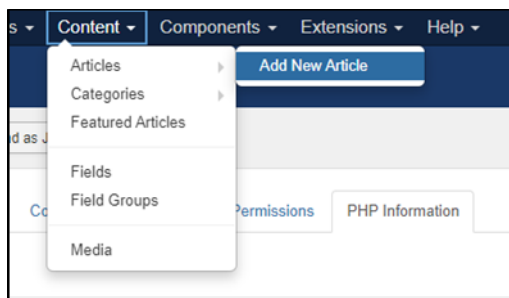 s Content Components Extensions Help
Articles Add New Article
Categories
Featured Articles
nd as J
Fields
Field Groups
Co Permissions PHP Information
Media